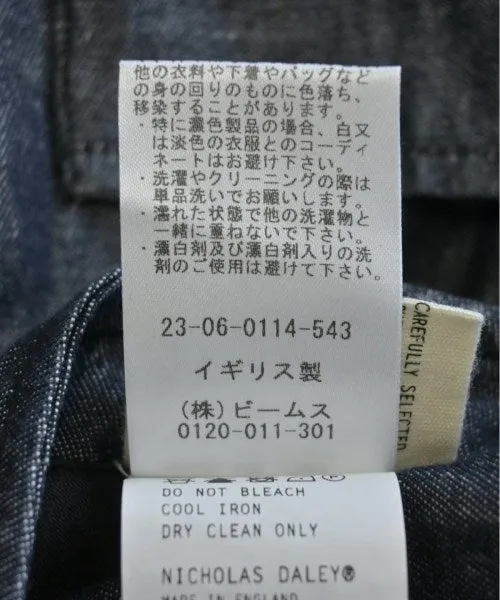 他の衣料や下着やバッグなど
の身の回りのものに色落ち、
移染することがあります。
・特に濃色製品の場合、白又
は淡色の衣服とのコーディ
ネートはお避け下さい。
・洗濯やクリーニングの際は
単品洗いでお願いします。
・濡れた状態で他の洗濯物と
一緒に重ねないで下さい。
・漂白剤及び漂白剤入りの洗
剤のご使用は避けて下さい。
23-06-0114-543
イギリス製
(株)ビームス
0120-011-301
CAREFULLY SELECTED
DO NOT BLEACH
COOL IRON
DRY CLEAN ONLY
NICHOLAS DALEY®
MADE IN ENGLAND